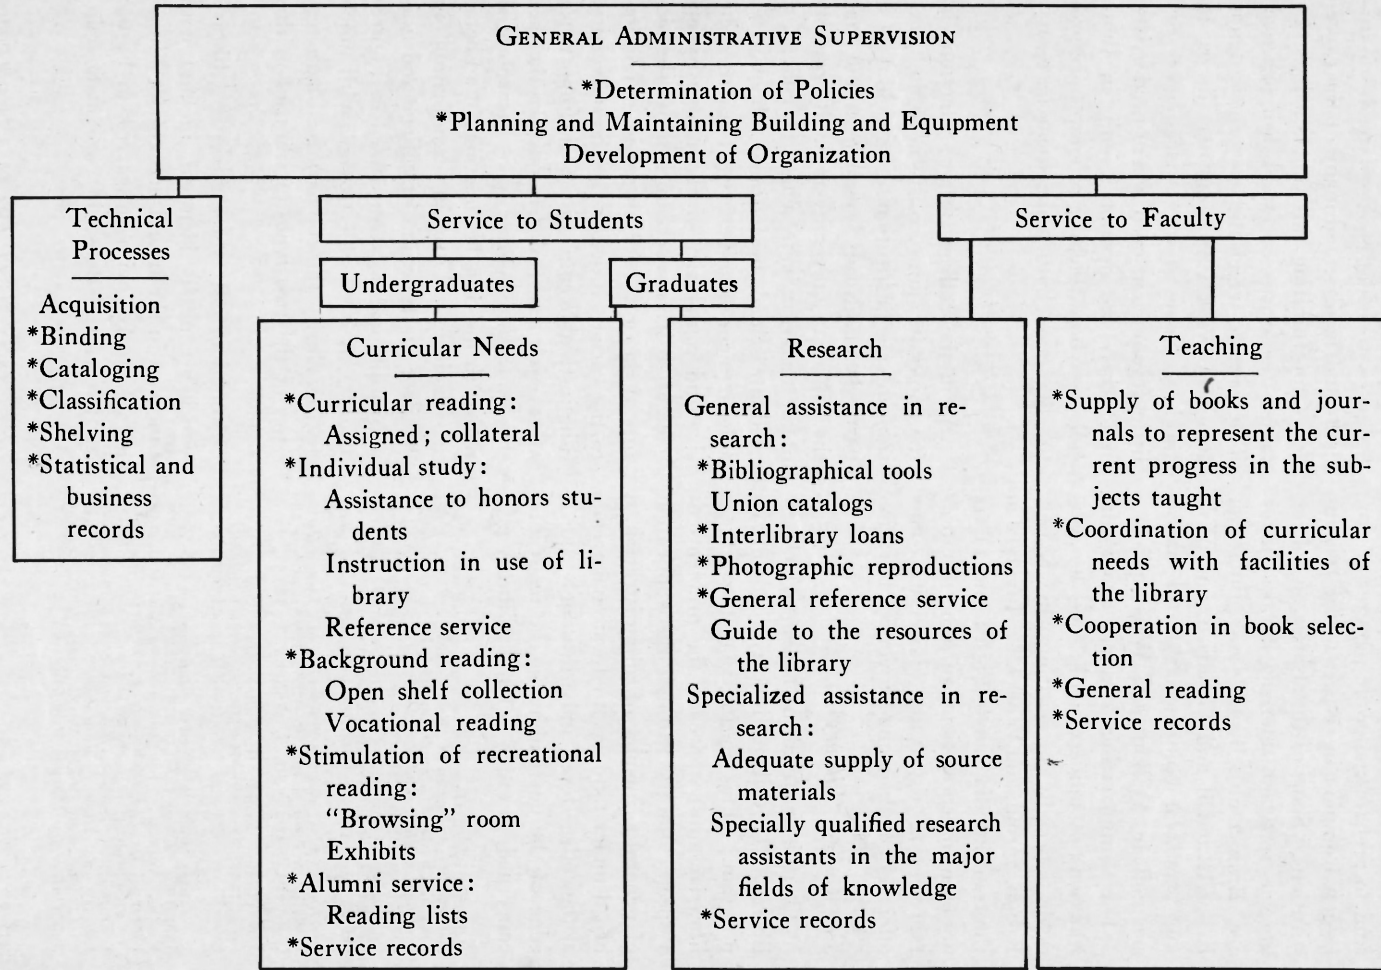 GENERAL ADMINISTRATIVE SUPERVISION
*Determination of Policies
*Planning and Maintaining Building and Equipment
Development of Organization
Technical
Processes
Acquisition
*Binding
*Cataloging
*Classification
*Shelving
*Statistical and
business
records
Service to Students
Undergraduates
Graduates
Service to Faculty
Curricular Needs
*Curricular reading:
Assigned; collateral
*Individual study:
Assistance to honors stu-
dents
Instruction in use of li-
brary
Reference service
*Background reading:
Open shelf collection
Vocational reading
*Stimulation of recreational
reading:
“Browsing” room
Exhibits
*Alumni service:
Reading lists
*Service records
Research
General assistance in re-
search:
*Bibliographical tools
Union catalogs
*Interlibrary loans
*Photographic reproductions
*General reference service
Guide to the resources of
the library
Specialized assistance in re-
search:
Adequate supply of source
materials
Specially qualified research
assistants in the major
fields of knowledge
*Service records
Teaching
*Supply of books and jour-
nals to represent the cur-
rent progress in the sub-
jects taught
*Coordination of curricular
needs with facilities of
the library
*Cooperation in book selec-
tion
*General reading
*Service records